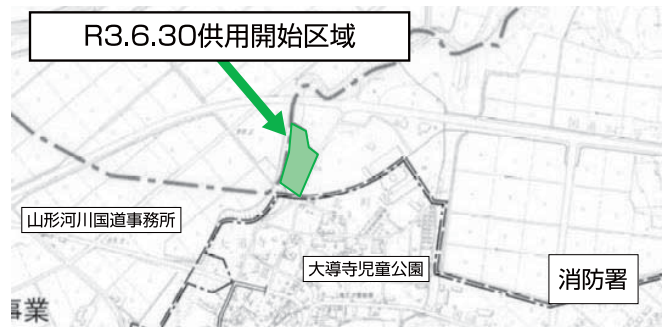 R3.6.30供用開始区域
山形河川国道事務所
大導寺児童公園
消防署
事業